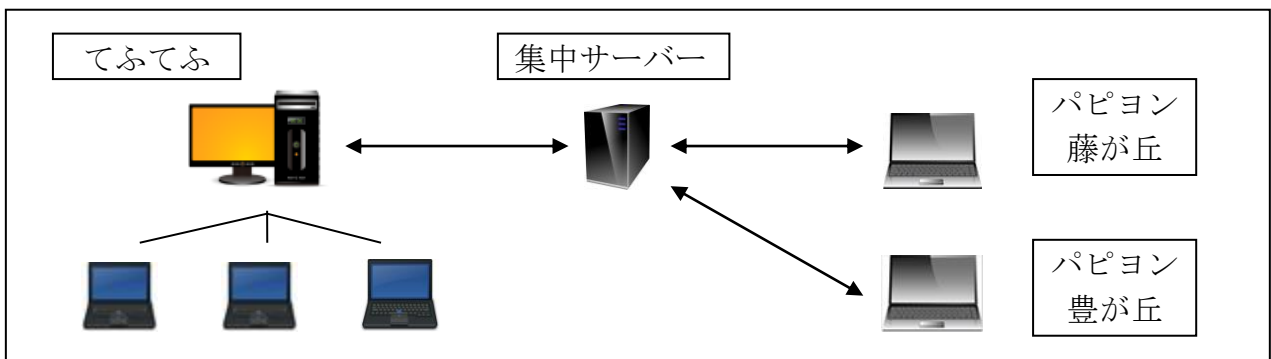 てふてふ
集中サーバー
パピヨン
藤が丘
パピヨン
豊が丘